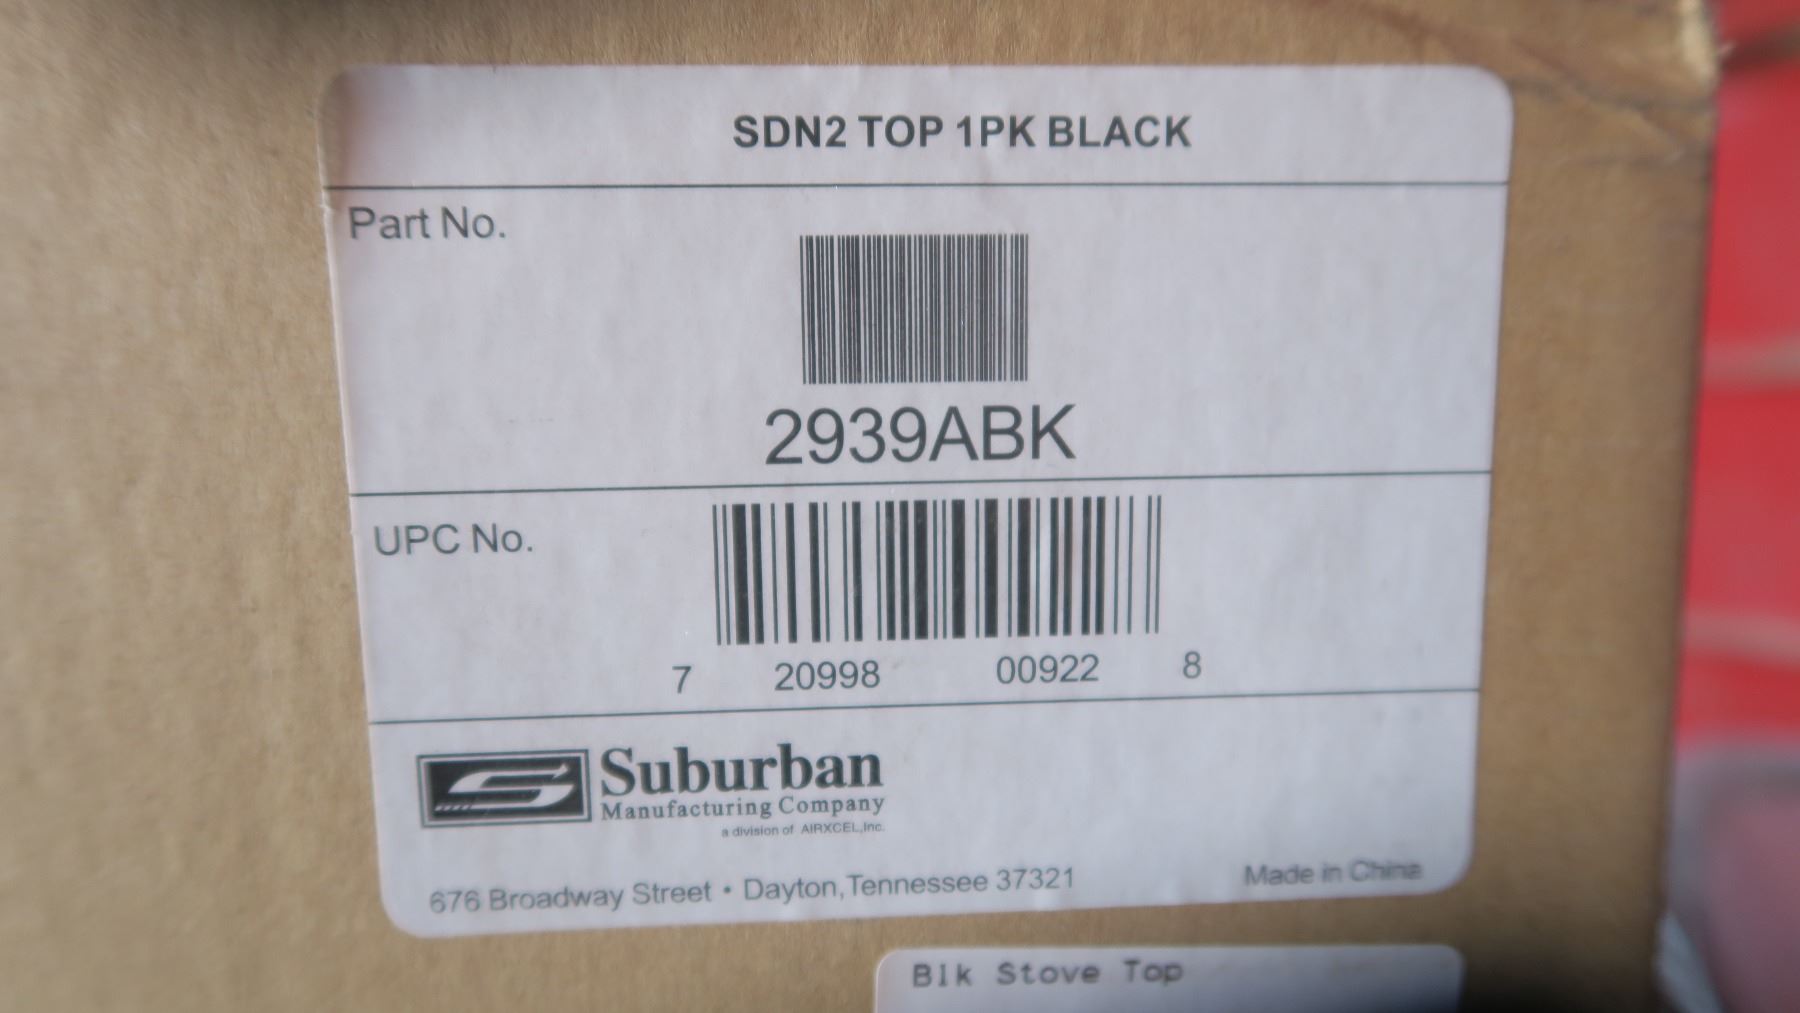 SDN2 TOP 1PK BLACK
Part No.
2939ABK
UPC No.
7 20998 00922 8
Suburban
Manufacturing Company
a division of AIRXCEL,Inc.
676 Broadway Street • Dayton,Tennessee 37321 Made in China
Blk Stove Top